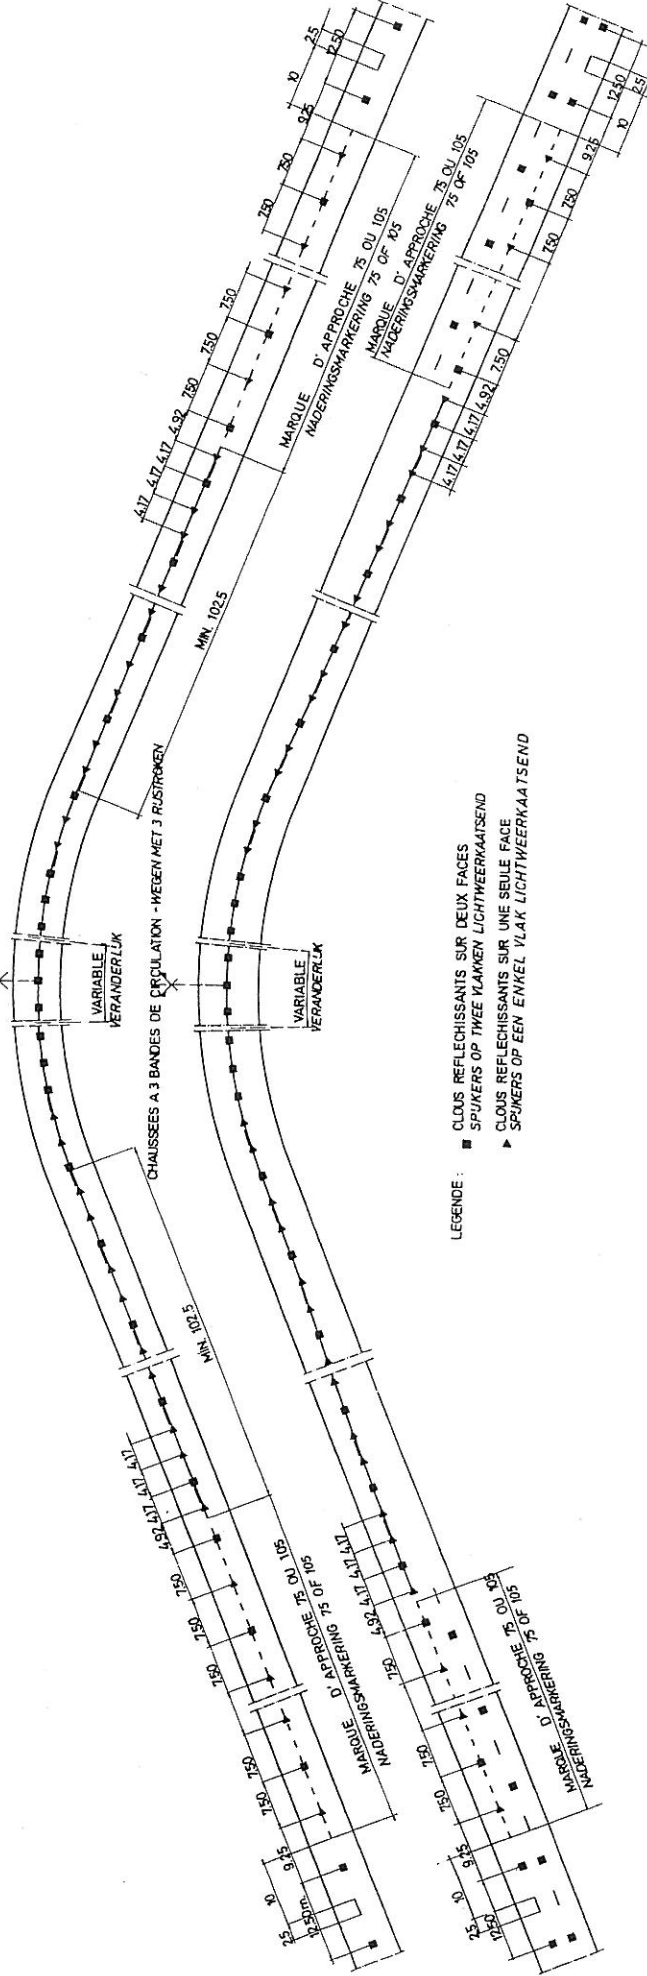 2.5
10
12.50m.
9.25
7.50
7.50
7.50
7.50
7.50
4.92 4.17 4.17 4.17
MARQUE D'APPROCHE 75 OU 105
NADERINGSMARKERING 75 OF 105
MIN. 102.5
VARIABLE
VERANDERLIJK
MIN. 102.5
4.17 4.17 4.17 4.92
7.50
7.50
7.50
7.50
7.50
9.25
10
2.5
12.50
MARQUE D'APPROCHE 75 OU 105
NADERINGSMARKERING 75 OF 105
CHAUSSEES A 3 BANDES DE CIRCULATION - WEGEN MET 3 RIJSTROKEN
2.5
10
12.50
9.25
7.50
7.50
7.50
4.92 4.17 4.17 4.17
MARQUE D'APPROCHE 75 OU 105
NADERINGSMARKERING 75 OF 105
VARIABLE
VERANDERLIJK
4.17 4.17 4.17 4.92 7.50
7.50
7.50
9.25
10
12.50
2.5
MARQUE D'APPROCHE 75 OU 105
NADERINGSMARKERING 75 OF 105
LEGENDE :
CLOUS REFLECHISSANTS SUR DEUX FACES
SPIJKERS OP TWEE VLAKKEN LICHTWEERKAATSEND
CLOUS REFLECHISSANTS SUR UNE SEULE FACE
SPIJKERS OP EEN ENKEL VLAK LICHTWEERKAATSEND